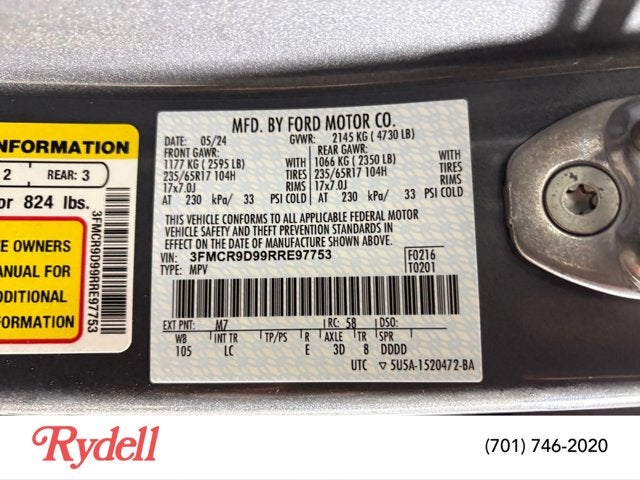 NFORMATION
2 REAR: 3
or 824 lbs.
E OWNERS
ANUAL FOR
DDITIONAL
FORMATION
3FMCR9D99RRE97753
MFD. BY FORD MOTOR CO.
DATE: 05/24 GVWR: 2145 KG ( 4730 LB)
FRONT GAWR: REAR GAWR:
1177 KG ( 2595 LB) WITH 1066 KG ( 2350 LB) WITH
235/65R17 104H TIRES 235/65R17 104H TIRES
17x7.0J RIMS 17x7.0J RIMS
AT 230 kPa/ 33 PSI COLD AT 230 kPa/ 33 PSI COLD
THIS VEHICLE CONFORMS TO ALL APPLICABLE FEDERAL MOTOR
VEHICLE SAFETY AND THEFT PREVENTION STANDARDS IN EFFECT ON THE
DATE OF MANUFACTURE SHOWN ABOVE.
VIN: 3FMCR9D99RRE97753 F0216
TYPE: MPV T0201
EXT PNT: M7 RC: 58 DSO:
WB INT TR TP/PS R AXLE TR SPR
105 LC E 3D 8 DDDD
UTC ▽ 5U5A-1520472-BA
Rydell
(701) 746-2020